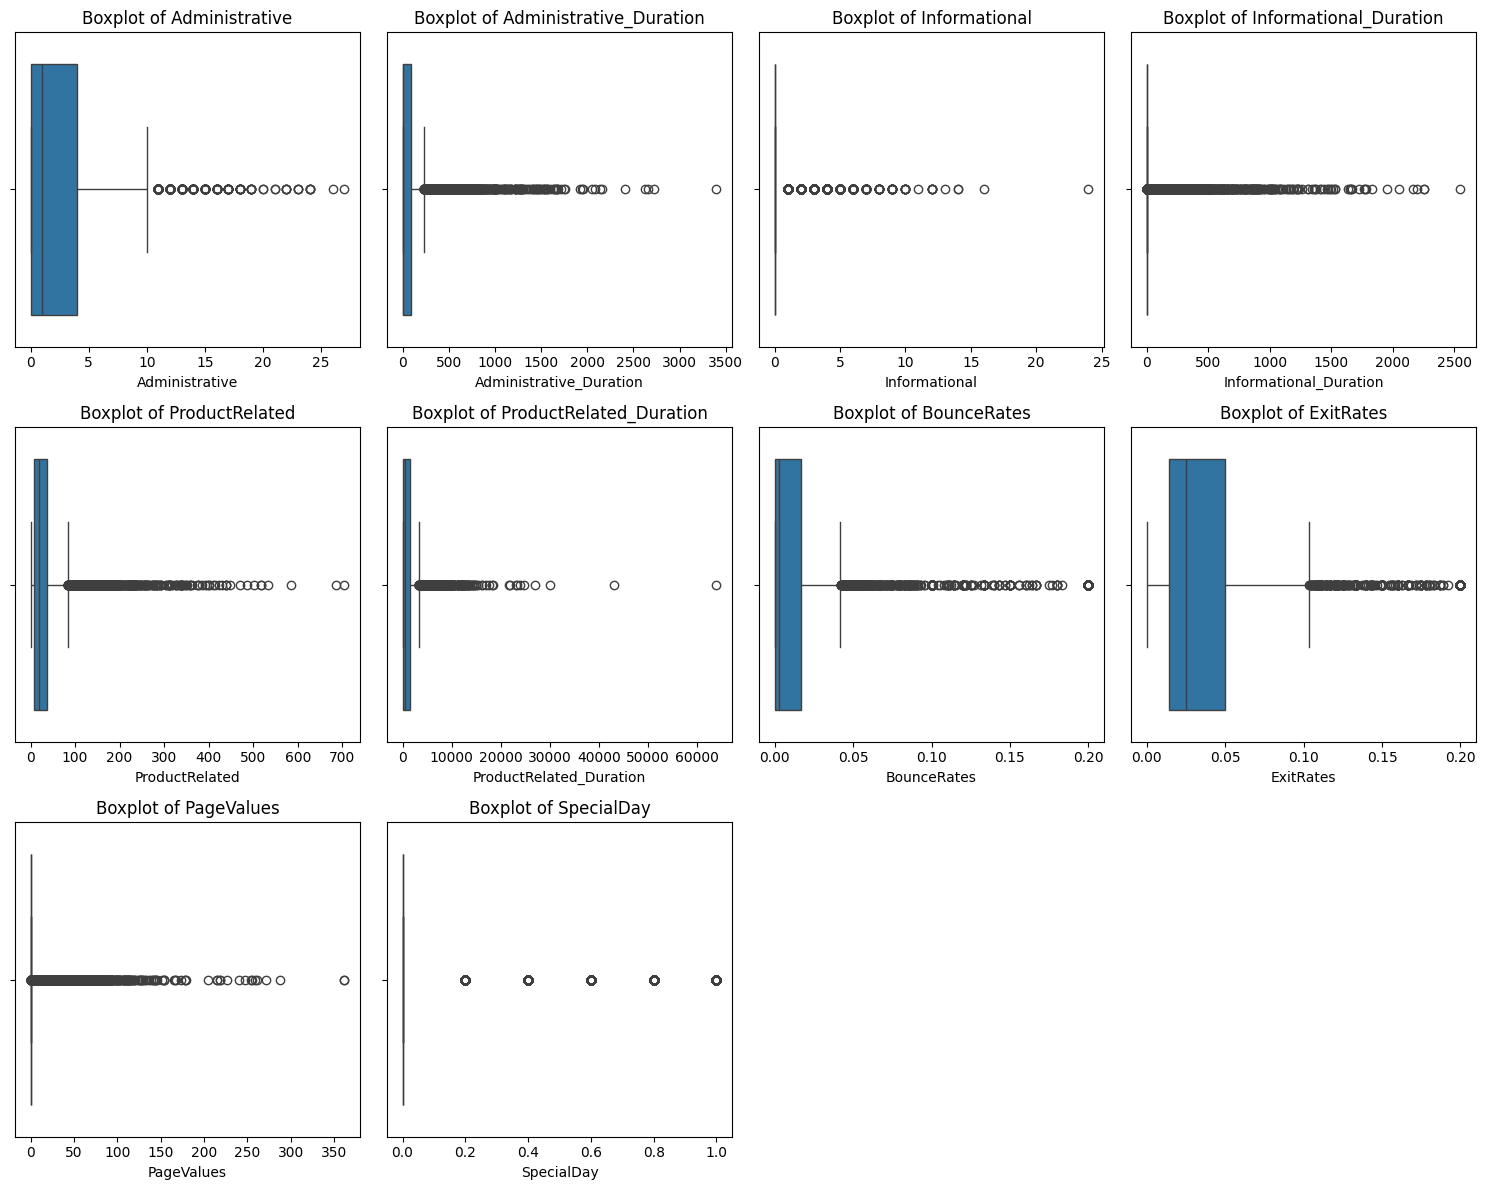 Boxplot of Administrative
Boxplot of Administrative_Duration
Boxplot of Informational
Boxplot of Informational_Duration
0 5 10 15 20 25
0 500 1000 1500 2000 2500 3000 3500
0 5 10 15 20 25
0 500 1000 1500 2000 2500
Administrative
Administrative_Duration
Informational
Informational_Duration
Boxplot of ProductRelated
Boxplot of ProductRelated_Duration
Boxplot of BounceRates
Boxplot of ExitRates
0 100 200 300 400 500 600 700
0 10000 20000 30000 40000 50000 60000
0.00 0.05 0.10 0.15 0.20
0.00 0.05 0.10 0.15 0.20
ProductRelated
ProductRelated_Duration
BounceRates
ExitRates
Boxplot of PageValues
Boxplot of SpecialDay
0 50 100 150 200 250 300 350
0.0 0.2 0.4 0.6 0.8 1.0
PageValues
SpecialDay